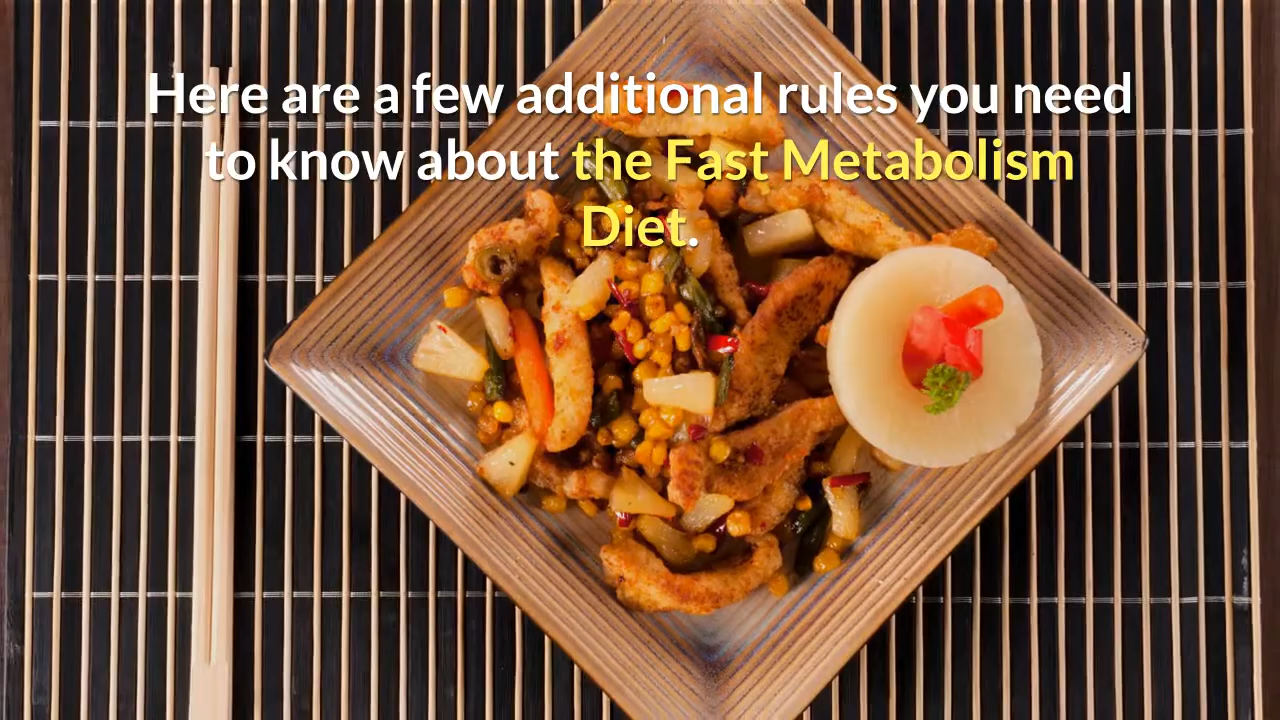 Here are a few additional rules you need
to know about the Fast Metabolism
Diet.